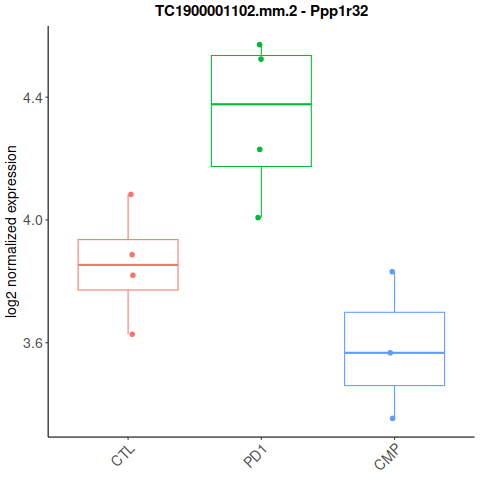 TC1900001102.mm.2 - Ppp1r32
log2 normalized expression
4.4
4.0
3.6
CTL
PD1
CMP